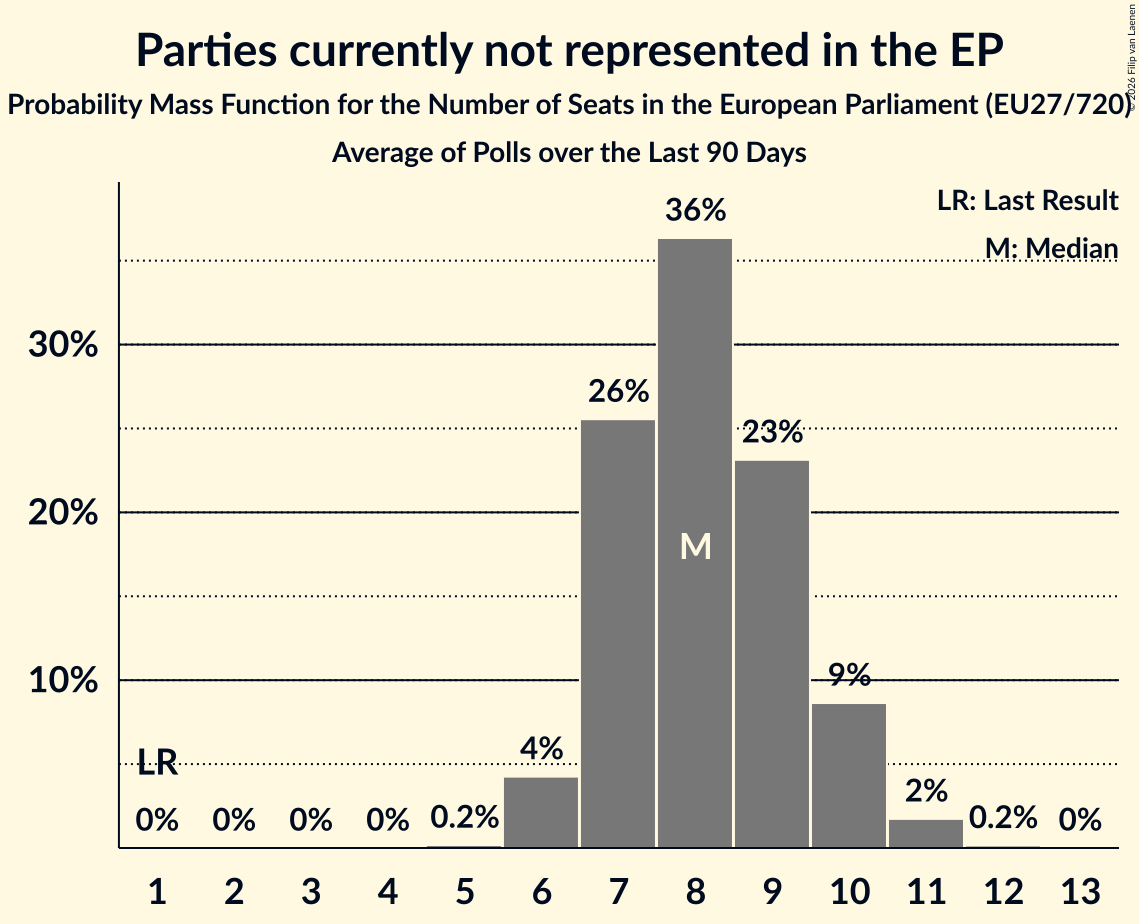 Parties currently not represented in the EP
Probability Mass Function for the Number of Seats in the European Parliament (EU27/720)
Average of Polls over the Last 90 Days
© 2026 Filip van Laenen
LR: Last Result
M: Median
36%
30%
26%
23%
20%
M
10%
9%
LR
4%
2%
0% 0% 0% 0% 0.2% 0.2% 0%
1 2 3 4 5 6 7 8 9 10 11 12 13